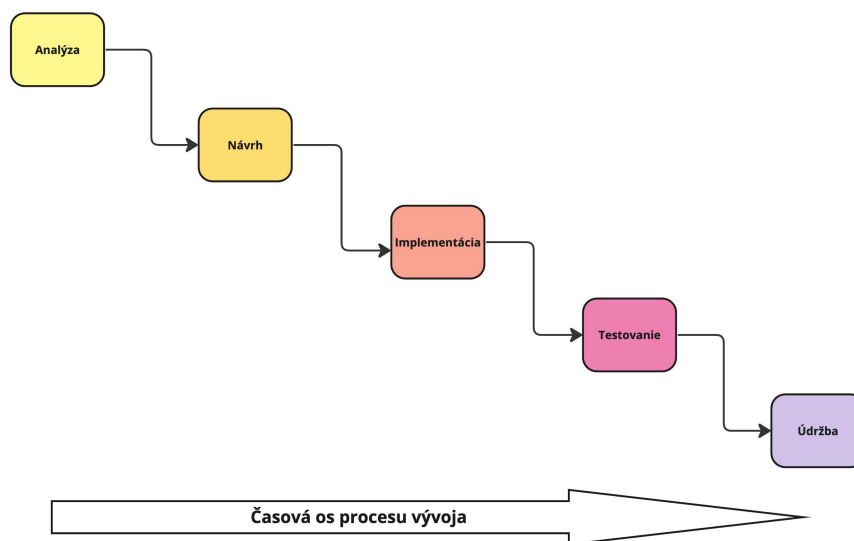 Analýza
Návrh
Implementácia
Testovanie
Údržba
Časová os procesu vývoja